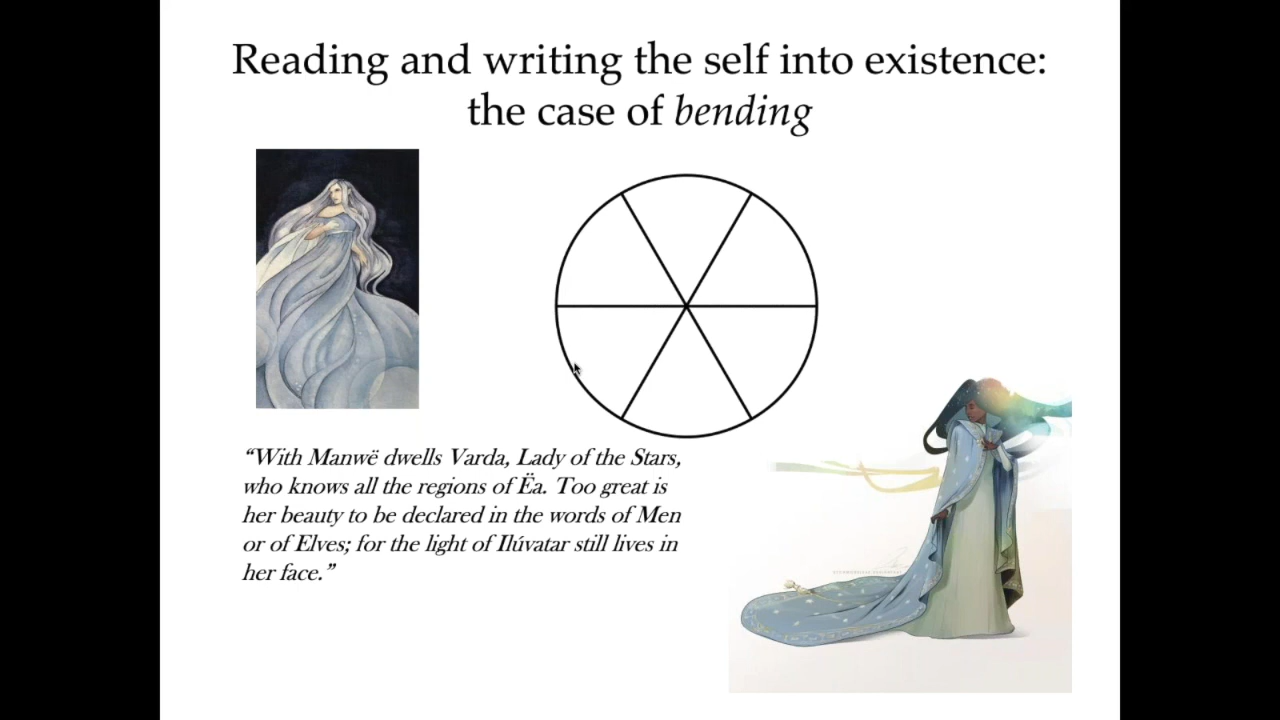 Reading and writing the self into existence:
the case of bending
“With Manwë dwells Varda, Lady of the Stars,
who knows all the regions of Ëa. Too great is
her beauty to be declared in the words of Men
or of Elves; for the light of Ilúvatar still lives in
her face.”